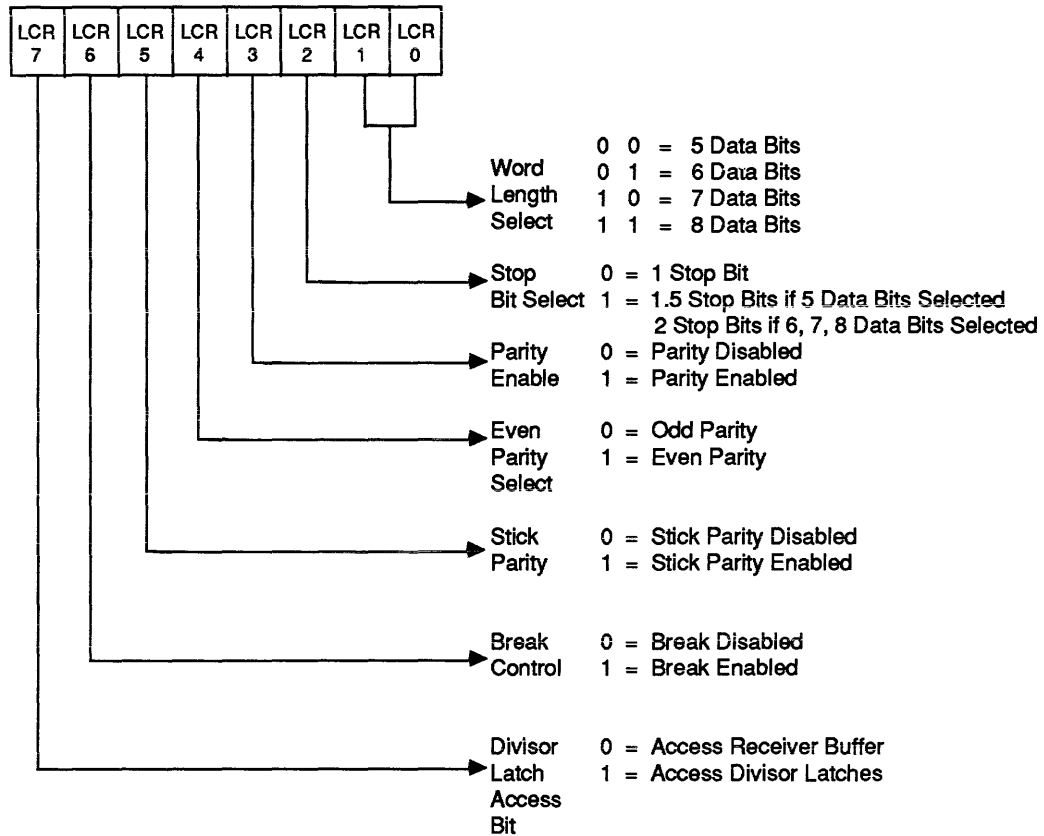 LCR LCR LCR LCR LCR LCR LCR LCR
7 6 5 4 3 2 1 0
Word Length Select
0 0 = 5 Data Bits
0 1 = 6 Data Bits
1 0 = 7 Data Bits
1 1 = 8 Data Bits
Stop Bit Select
0 = 1 Stop Bit
1 = 1.5 Stop Bits if 5 Data Bits Selected
2 Stop Bits if 6, 7, 8 Data Bits Selected
Parity Enable
0 = Parity Disabled
1 = Parity Enabled
Even Parity Select
0 = Odd Parity
1 = Even Parity
Stick Parity
0 = Stick Parity Disabled
1 = Stick Parity Enabled
Break Control
0 = Break Disabled
1 = Break Enabled
Divisor Latch Access Bit
0 = Access Receiver Buffer
1 = Access Divisor Latches